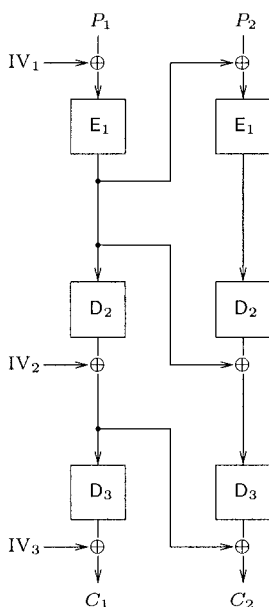 P₁ P₂
IV₁
E₁ E₁
D₂ D₂
IV₂
D₃ D₃
IV₃
C₁ C₂